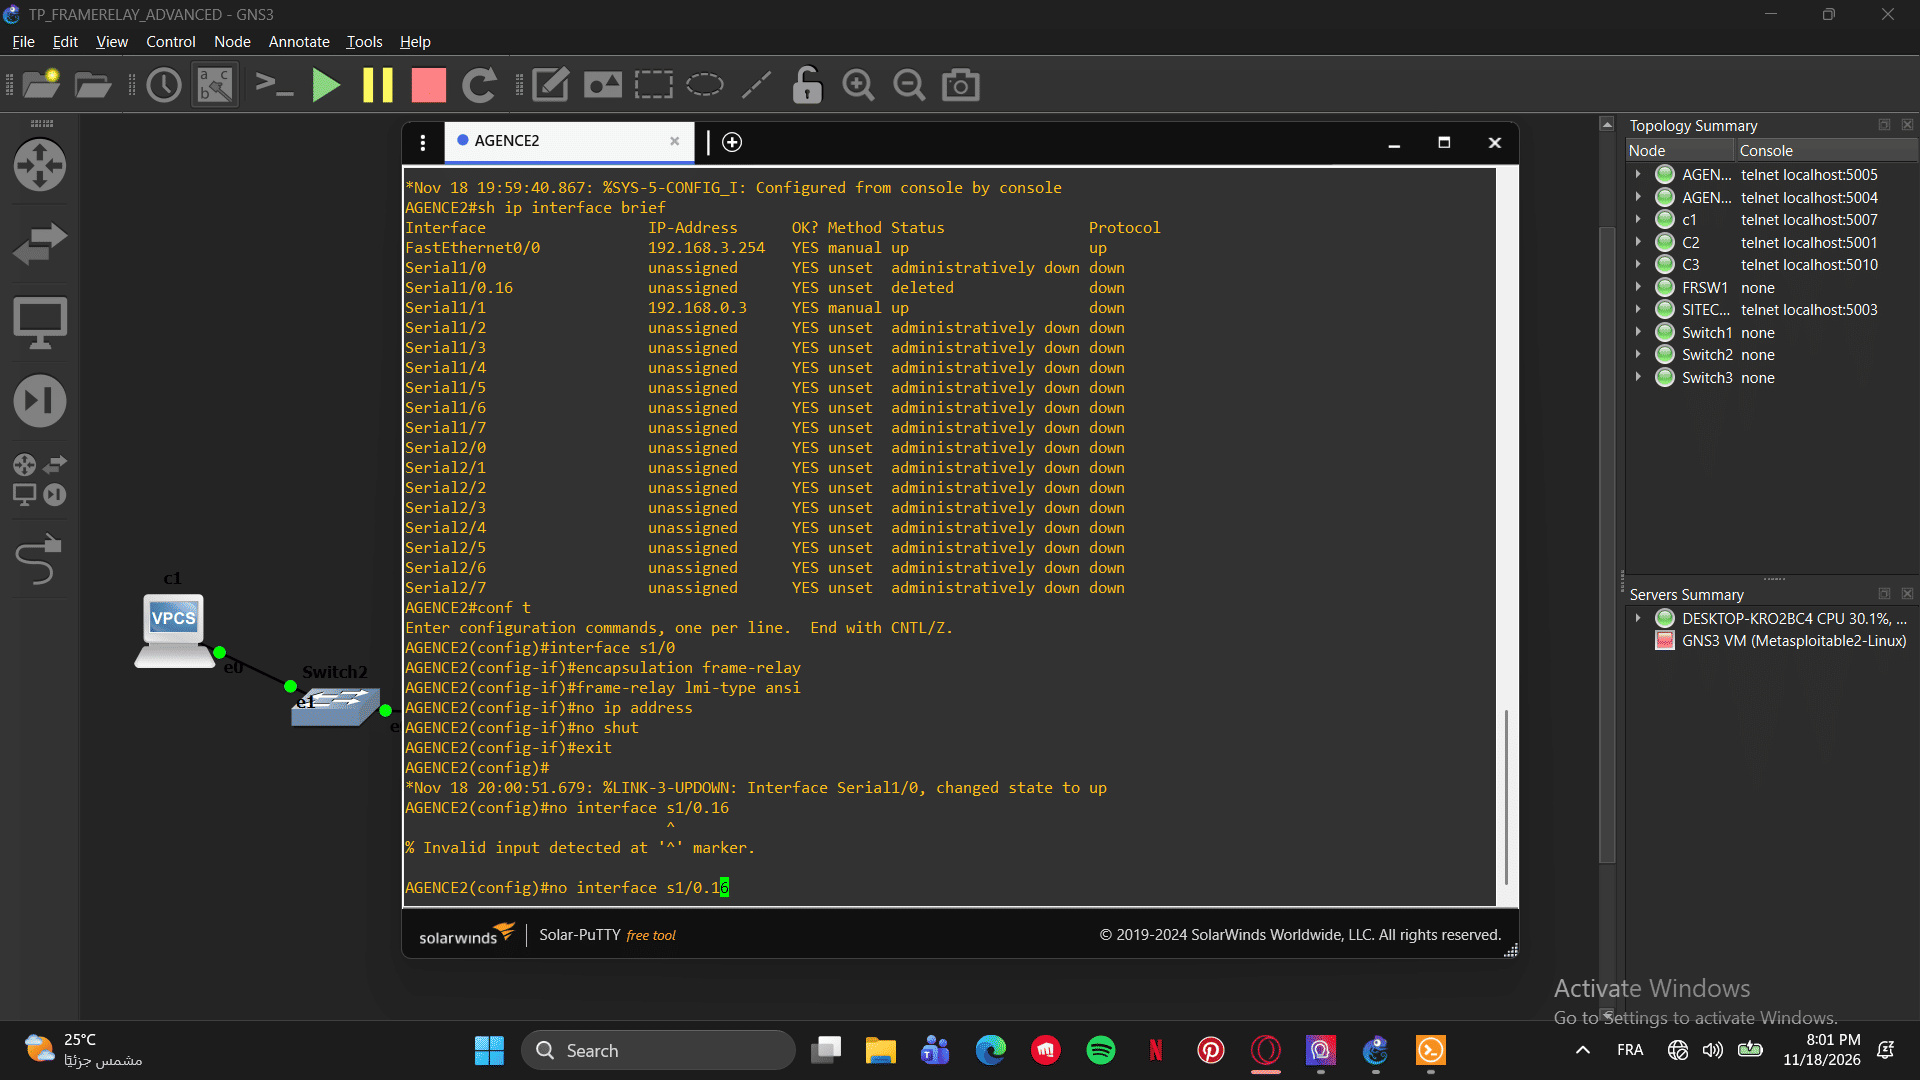 TP_FRAMERELAY_ADVANCED - GNS3
File Edit View Control Node Annotate Tools Help
AGENCE2
*Nov 18 19:59:40.867: %SYS-5-CONFIG_I: Configured from console by console
AGENCE2#sh ip interface brief
Interface IP-Address OK? Method Status Protocol
FastEthernet0/0 192.168.3.254 YES manual up up
Serial1/0 unassigned YES unset administratively down down
Serial1/0.16 unassigned YES unset deleted down
Serial1/1 192.168.0.3 YES manual up down
Serial1/2 unassigned YES unset administratively down down
Serial1/3 unassigned YES unset administratively down down
Serial1/4 unassigned YES unset administratively down down
Serial1/5 unassigned YES unset administratively down down
Serial1/6 unassigned YES unset administratively down down
Serial1/7 unassigned YES unset administratively down down
Serial2/0 unassigned YES unset administratively down down
Serial2/1 unassigned YES unset administratively down down
Serial2/2 unassigned YES unset administratively down down
Serial2/3 unassigned YES unset administratively down down
Serial2/4 unassigned YES unset administratively down down
Serial2/5 unassigned YES unset administratively down down
Serial2/6 unassigned YES unset administratively down down
Serial2/7 unassigned YES unset administratively down down
AGENCE2#conf t
Enter configuration commands, one per line. End with CNTL/Z.
AGENCE2(config)#interface s1/0
AGENCE2(config-if)#encapsulation frame-relay
AGENCE2(config-if)#frame-relay lmi-type ansi
AGENCE2(config-if)#no ip address
AGENCE2(config-if)#no shut
AGENCE2(config-if)#exit
AGENCE2(config)#
*Nov 18 20:00:51.679: %LINK-3-UPDOWN: Interface Serial1/0, changed state to up
AGENCE2(config)#no interface s1/0.16
^
% Invalid input detected at '^' marker.
AGENCE2(config)#no interface s1/0.16
solarwinds
Solar-PuTTY free tool
© 2019-2024 SolarWinds Worldwide, LLC. All rights reserved.
c1
VPCS
e0
Switch2
e1
e
Topology Summary
Node Console
AGEN... telnet localhost:5005
AGEN... telnet localhost:5004
c1 telnet localhost:5007
C2 telnet localhost:5001
C3 telnet localhost:5010
FRSW1 none
SITEC... telnet localhost:5003
Switch1 none
Switch2 none
Switch3 none
Servers Summary
DESKTOP-KRO2BC4 CPU 30.1%, ...
GNS3 VM (Metasploitable2-Linux)
Activate Windows
Go to Settings to activate Windows.
25°C
مشمس جزئيًا
Search
FRA
8:01 PM
11/18/2026